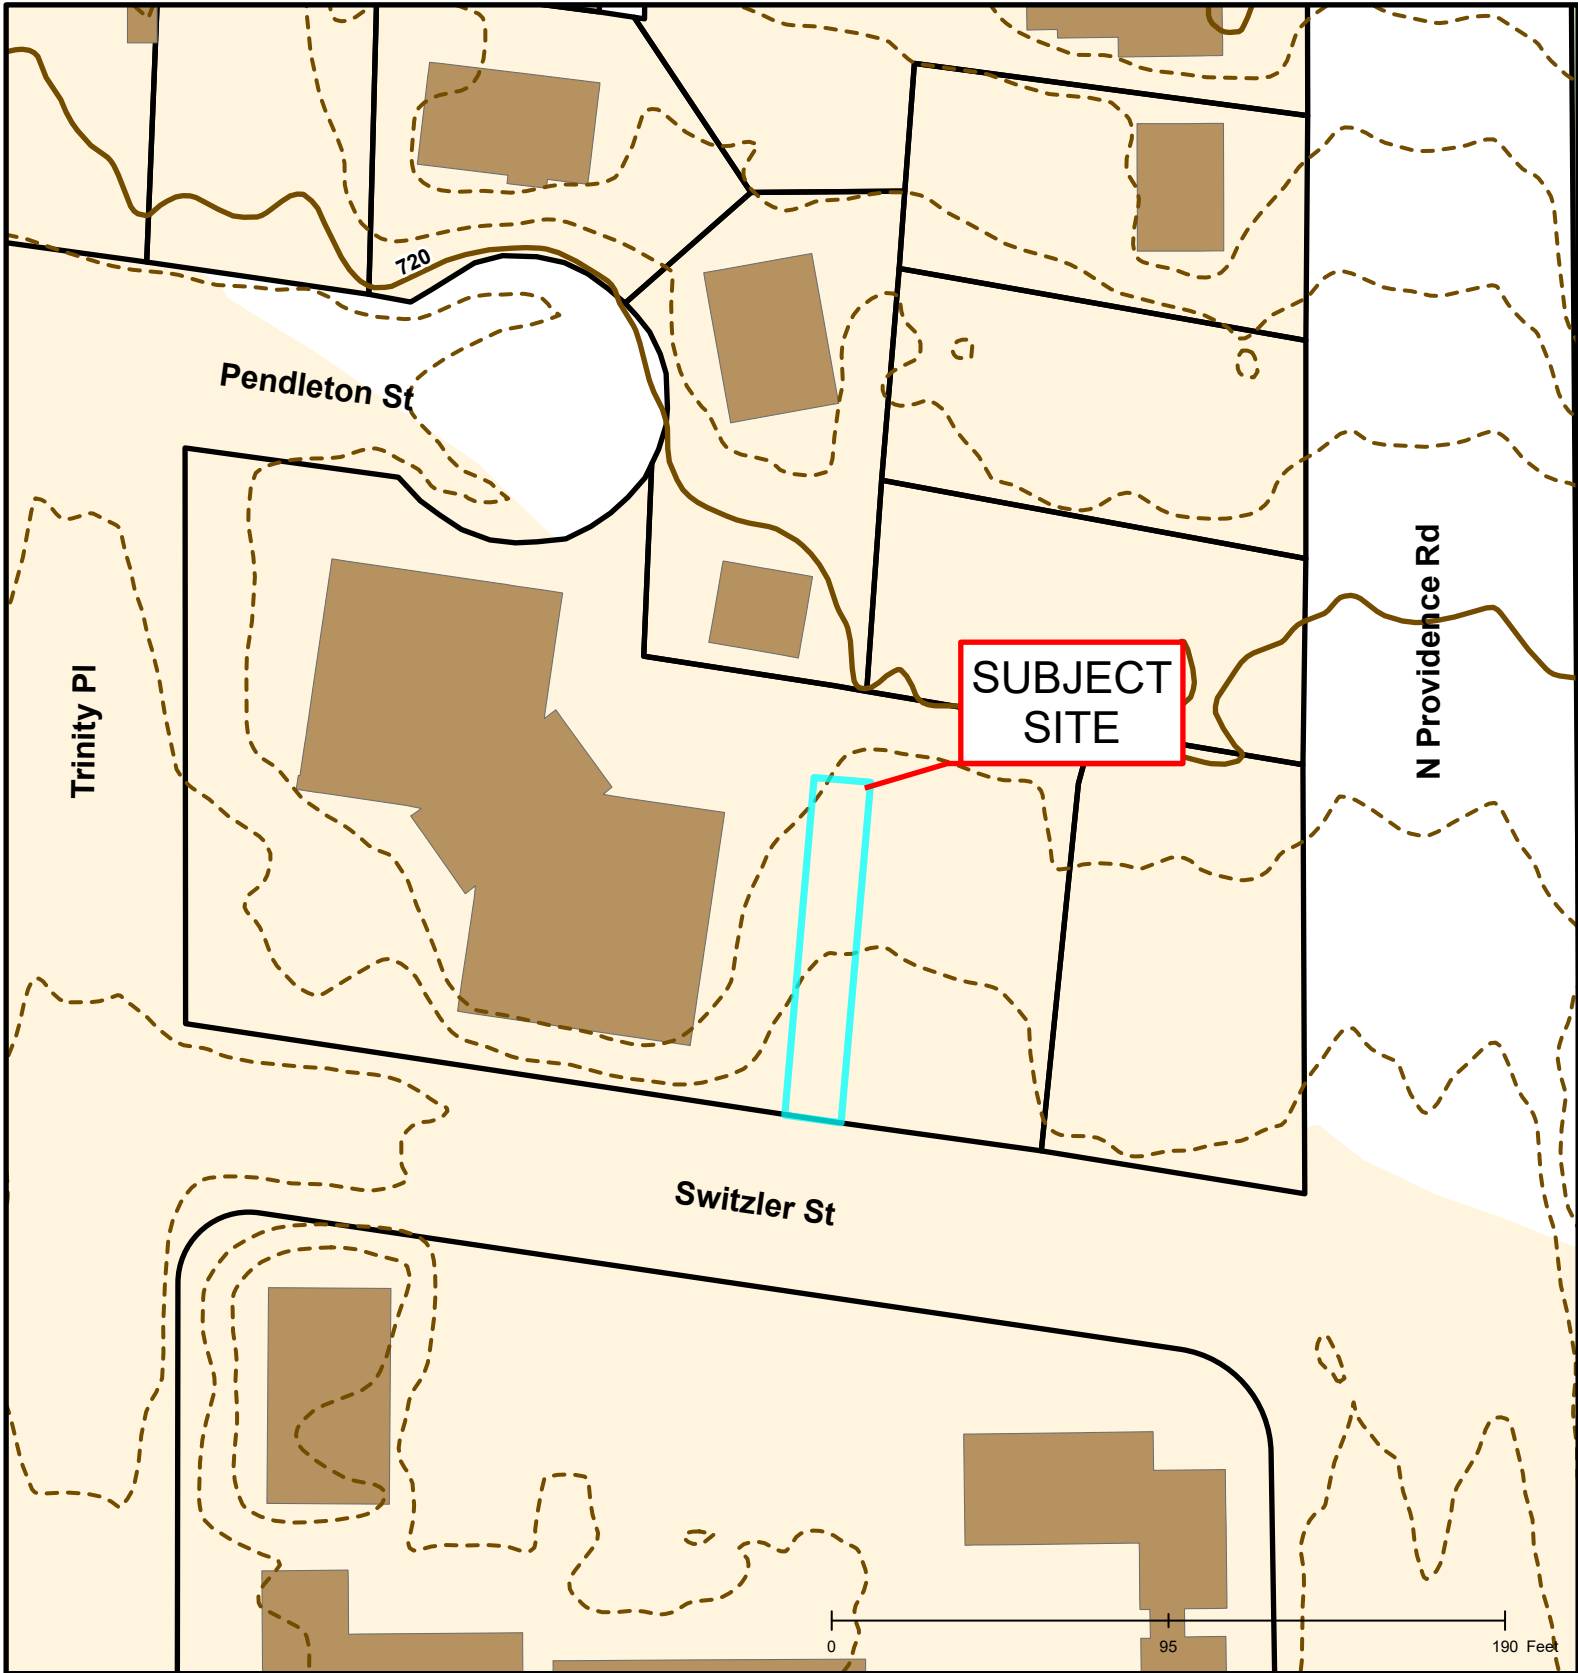 720
Pendleton St
N Providence Rd
SUBJECT
SITE
Trinity Pl
Switzler St
0 95 190 Feet